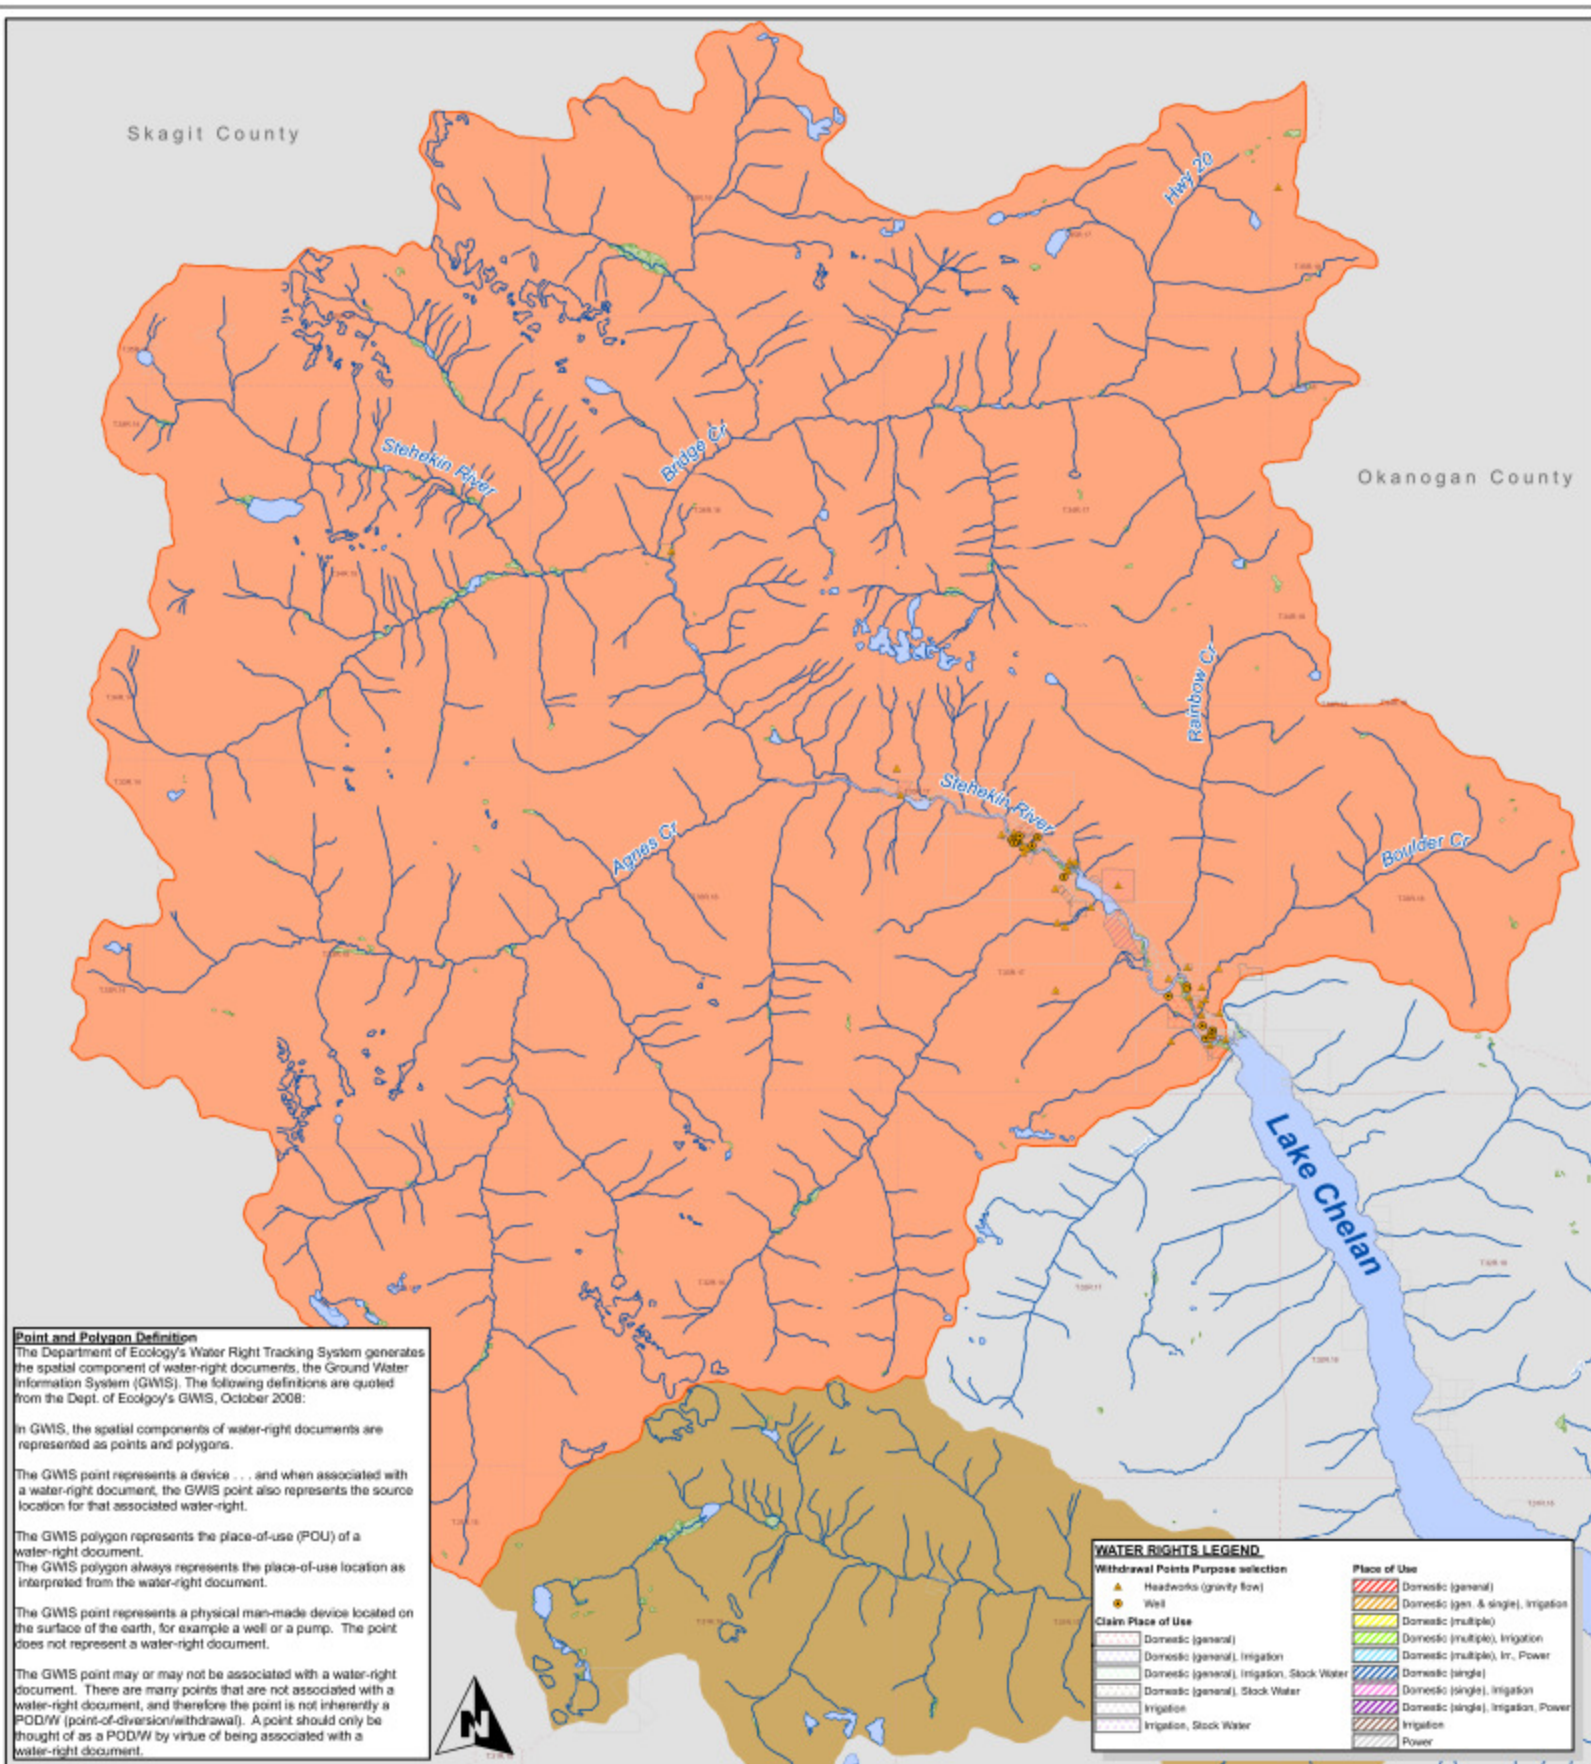 Skagit County
Hwy 20
Okanogan County
Stehekin River
Bridge Cr
Rainbow Cr
Stehekin River
Agnes Cr
Boulder Cr
Lake Chelan
Point and Polygon Definition
The Department of Ecology's Water Right Tracking System generates
the spatial component of water-right documents, the Ground Water
Information System (GWIS). The following definitions are quoted
from the Dept. of Ecolgoy's GWIS, October 2008:
In GWIS, the spatial components of water-right documents are
represented as points and polygons.
The GWIS point represents a device . . . and when associated with
a water-right document, the GWIS point also represents the source
location for that associated water-right.
The GWIS polygon represents the place-of-use (POU) of a
water-right document.
The GWIS polygon always represents the place-of-use location as
interpreted from the water-right document.
The GWIS point represents a physical man-made device located on
the surface of the earth, for example a well or a pump. The point
does not represent a water-right document.
The GWIS point may or may not be associated with a water-right
document. There are many points that are not associated with a
water-right document, and therefore the point is not inherently a
POD/W (point-of-diversion/withdrawal). A point should only be
thought of as a POD/W by virtue of being associated with a
water-right document.
N
WATER RIGHTS LEGEND
Withdrawal Points Purpose selection
Headworks (gravity flow)
Well
Claim Place of Use
Domestic (general)
Domestic (general), Irrigation
Domestic (general), Irrigation, Stock Water
Domestic (general), Stock Water
Irrigation
Irrigation, Stock Water
Place of Use
Domestic (general)
Domestic (gen. & single), Irrigation
Domestic (multiple)
Domestic (multiple), Irrigation
Domestic (multiple), Irr., Power
Domestic (single)
Domestic (single), Irrigation
Domestic (single), Irrigation, Power
Irrigation
Power